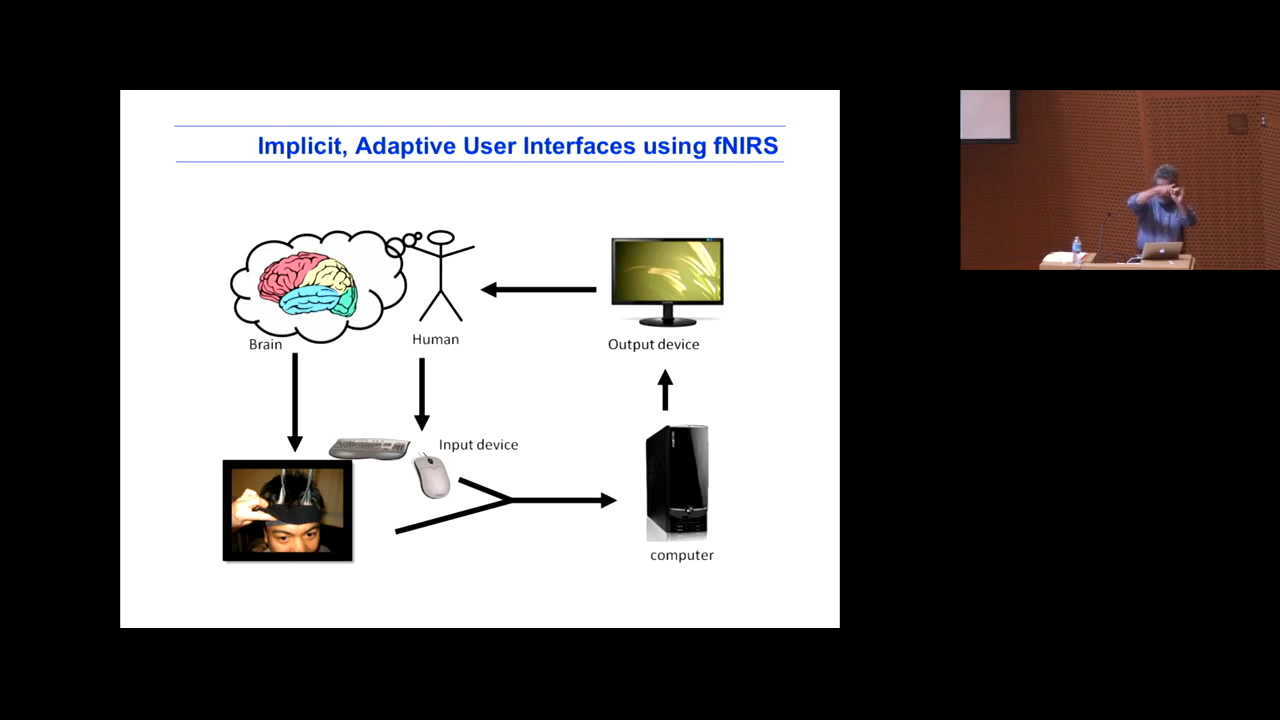 Implicit, Adaptive User Interfaces using fNIRS
Brain
Human
Output device
Input device
computer